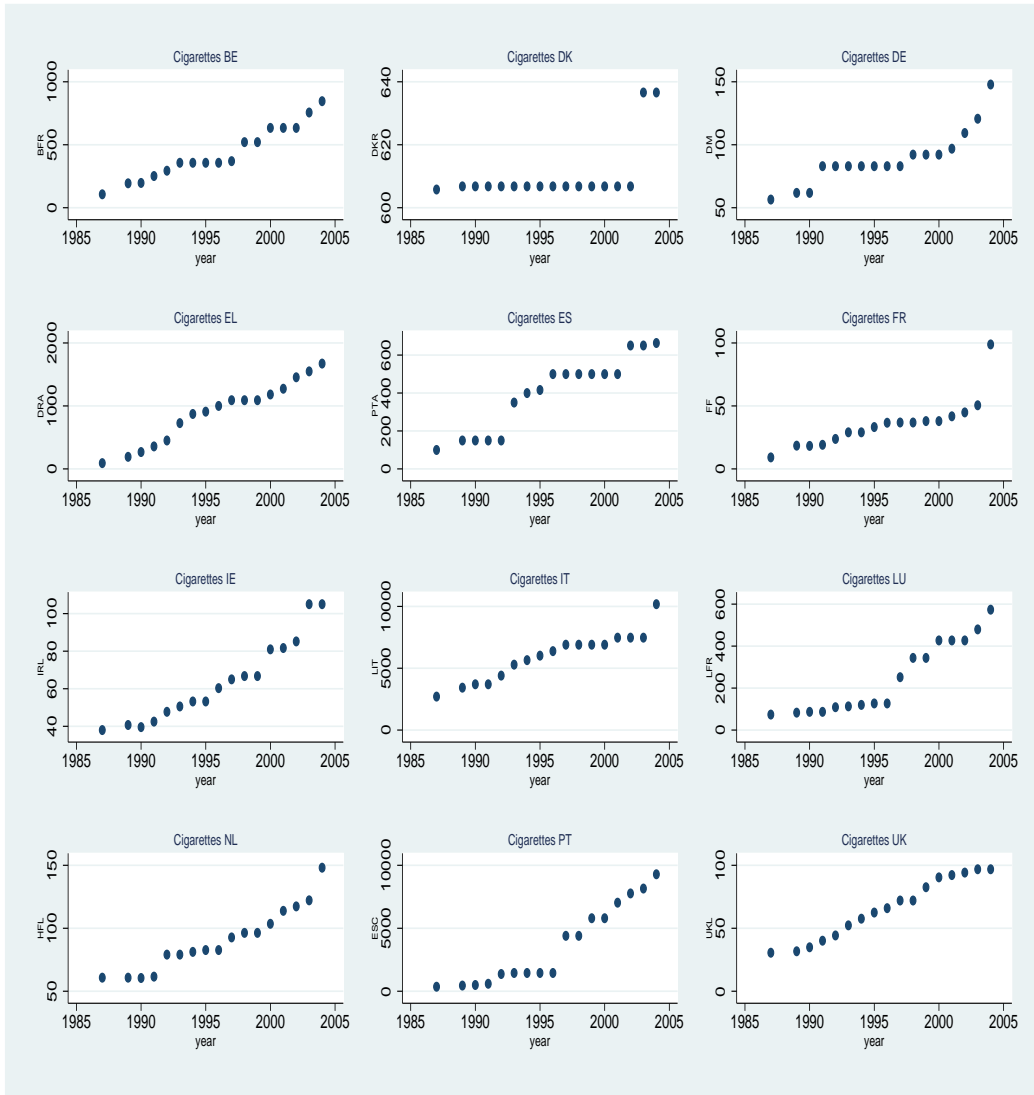 Cigarettes BE
BFR
0 500 1000
1985 1990 1995 2000 2005
year
Cigarettes DK
DKR
600 620 640
1985 1990 1995 2000 2005
year
Cigarettes DE
DM
50 100 150
1985 1990 1995 2000 2005
year
Cigarettes EL
DRA
0 1000 2000
1985 1990 1995 2000 2005
year
Cigarettes ES
PTA
0 200 400 600
1985 1990 1995 2000 2005
year
Cigarettes FR
FF
0 50 100
1985 1990 1995 2000 2005
year
Cigarettes IE
IRL
40 60 80 100
1985 1990 1995 2000 2005
year
Cigarettes IT
LIT
0 5000 10000
1985 1990 1995 2000 2005
year
Cigarettes LU
LFR
0 200 400 600
1985 1990 1995 2000 2005
year
Cigarettes NL
HFL
50 100 150
1985 1990 1995 2000 2005
year
Cigarettes PT
ESC
0 5000 10000
1985 1990 1995 2000 2005
year
Cigarettes UK
UKL
0 50 100
1985 1990 1995 2000 2005
year